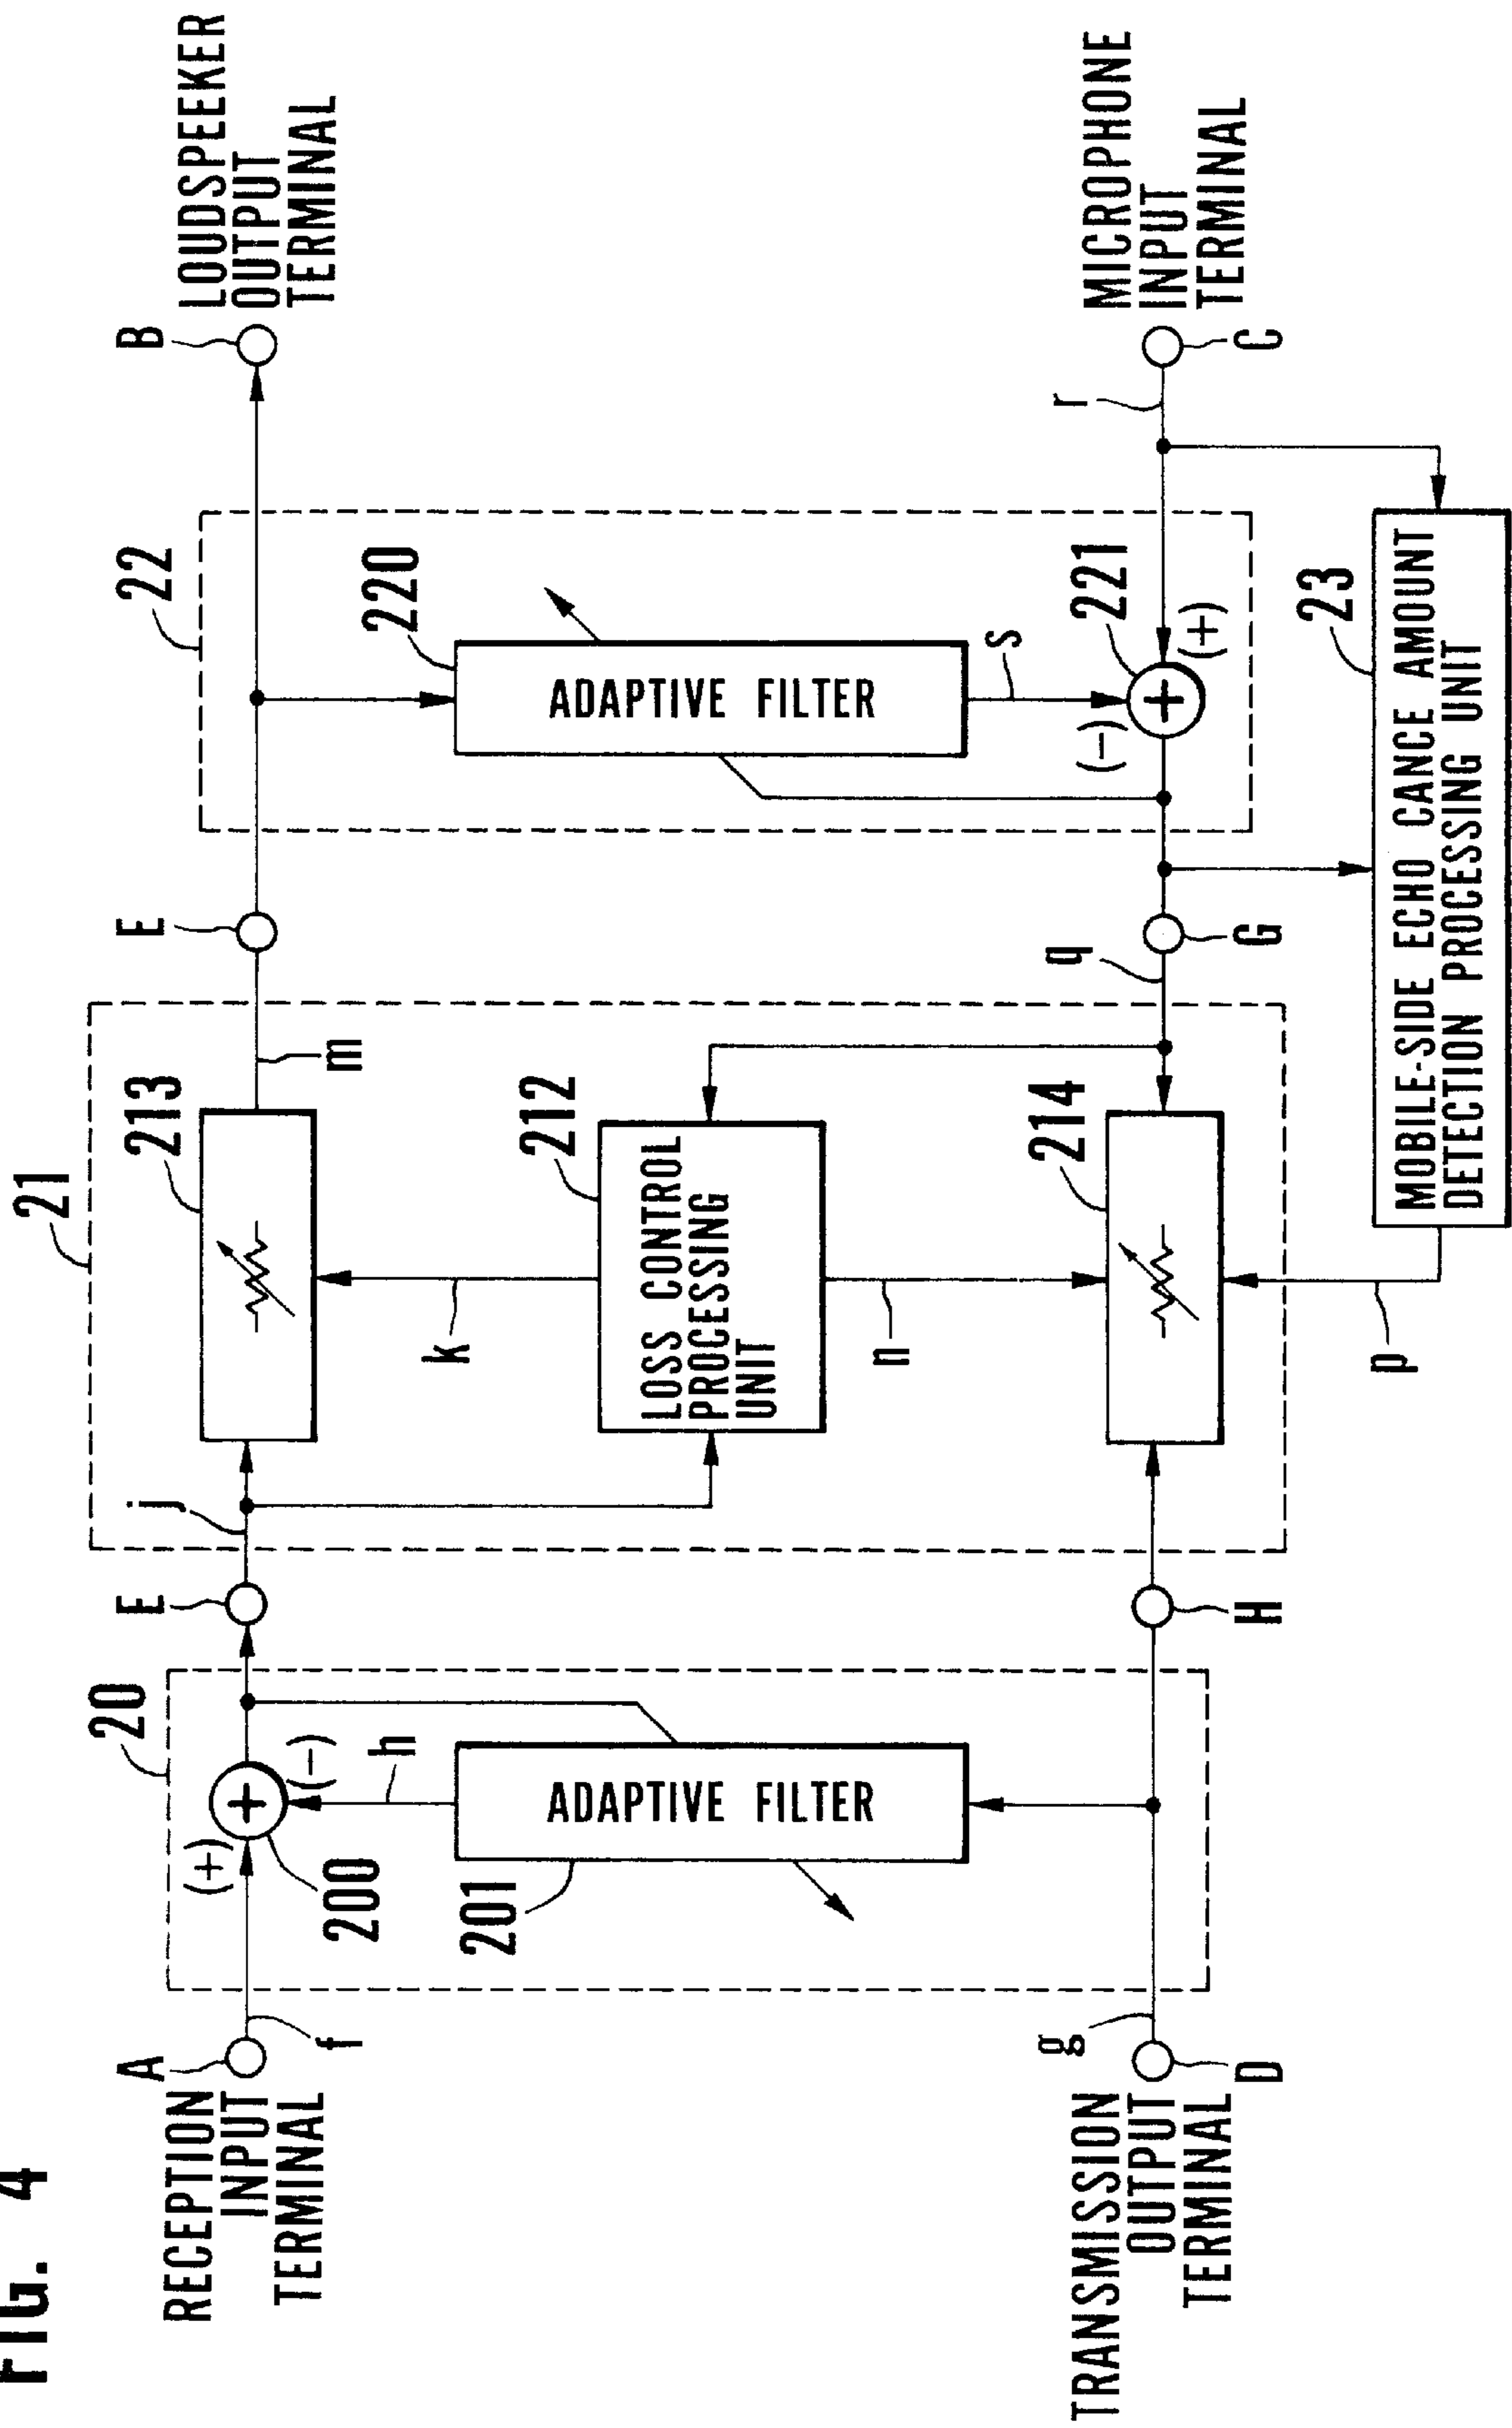 FIG. 4
RECEPTION
INPUT
TERMINAL
A
f
(+)
(-)
200
h
201
ADAPTIVE FILTER
20
E
j
21
213
k
m
LOSS CONTROL
PROCESSING
UNIT
212
n
214
p
q
E
G
H
22
220
ADAPTIVE FILTER
s
221
(-)
(+)
r
B
LOUDSPEEKER
OUTPUT
TERMINAL
MICROPHONE
INPUT
TERMINAL
C
23
MOBILE-SIDE ECHO CANCE AMOUNT
DETECTION PROCESSING UNIT
TRANSMISSION
OUTPUT
TERMINAL
g
D